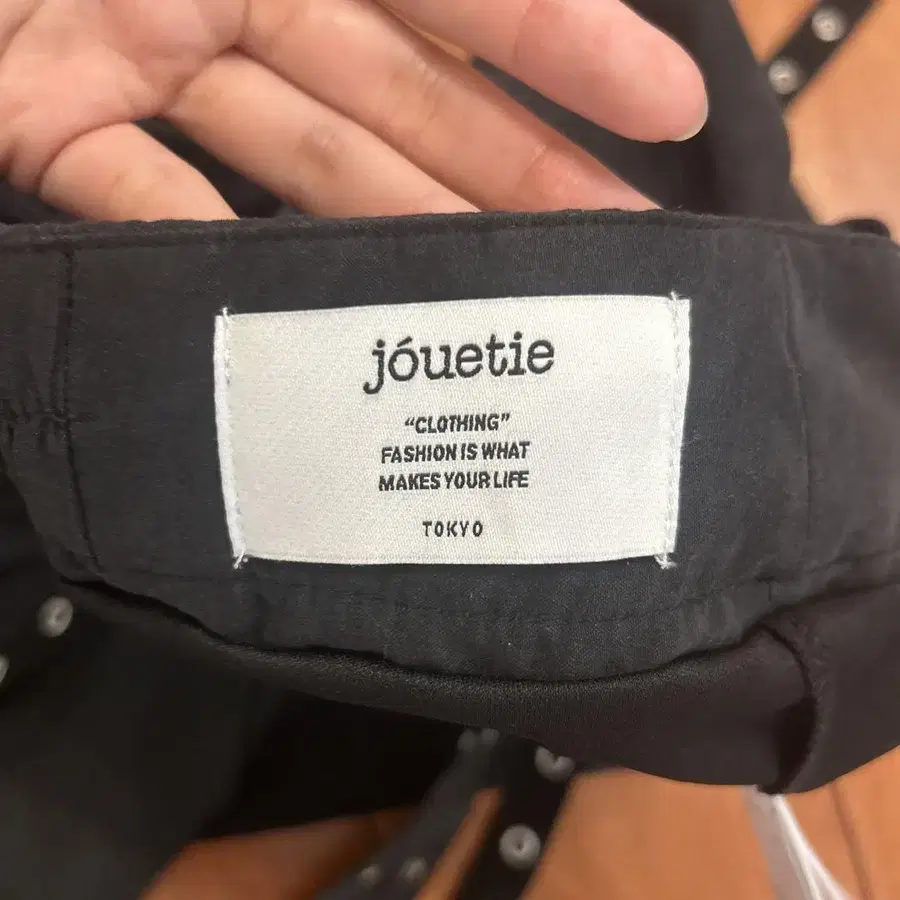 jóuetie
“CLOTHING”
FASHION IS WHAT
MAKES YOUR LIFE
TOKYO